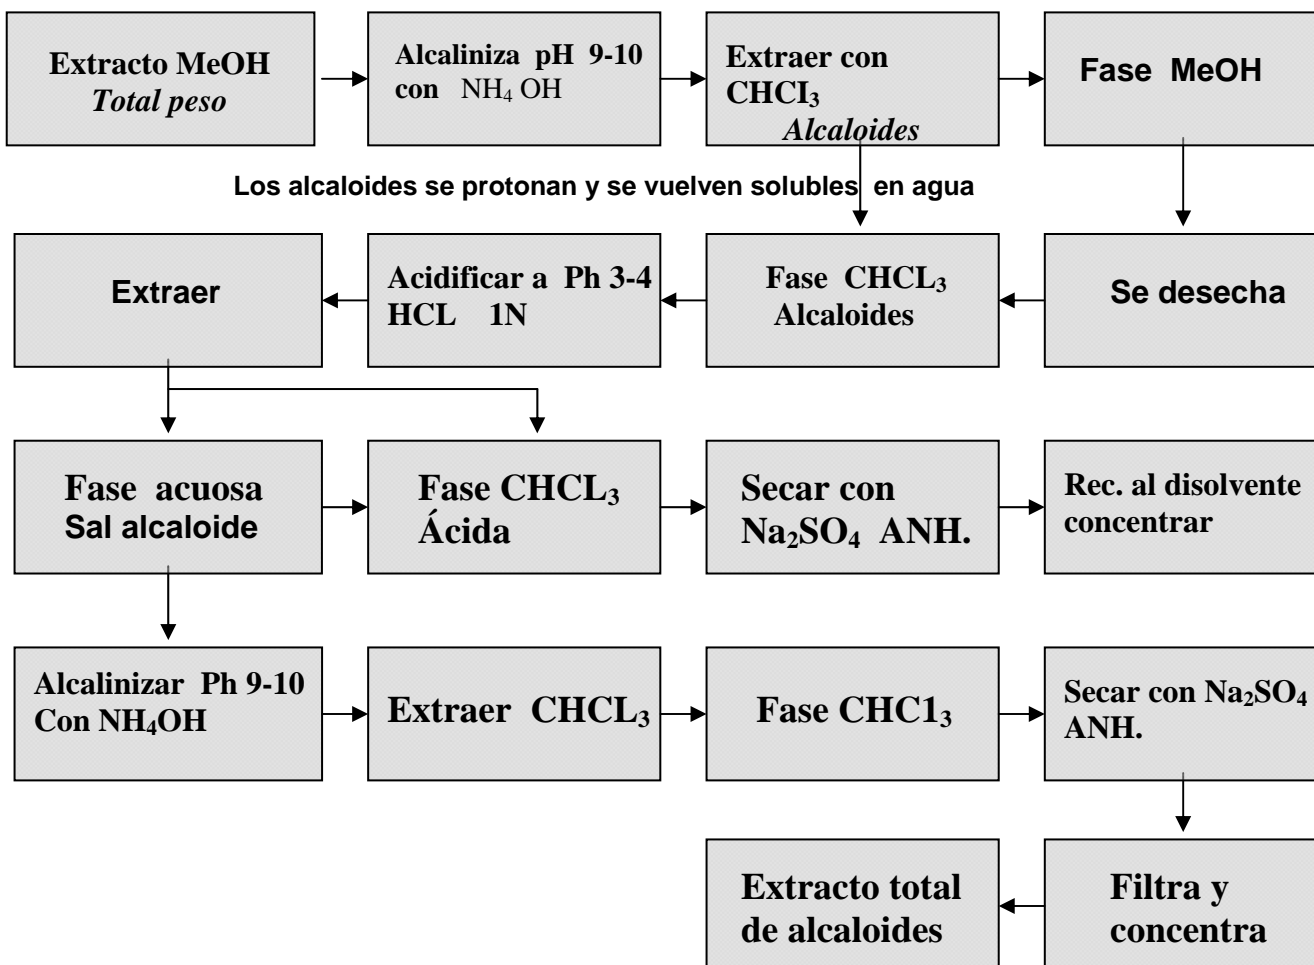 Extracto MeOH
Total peso
Alcaliniza pH 9-10
con NH₄ OH
Extraer con
CHCI₃
Alcaloides
Fase MeOH
Los alcaloides se protonan y se vuelven solubles en agua
Extraer
Acidificar a Ph 3-4
HCL 1N
Fase CHCL₃
Alcaloides
Se desecha
Fase acuosa
Sal alcaloide
Fase CHCL₃
Ácida
Secar con
Na₂SO₄ ANH.
Rec. al disolvente
concentrar
Alcalinizar Ph 9-10
Con NH₄OH
Extraer CHCL₃
Fase CHC1₃
Secar con Na₂SO₄
ANH.
Extracto total
de alcaloides
Filtra y
concentra